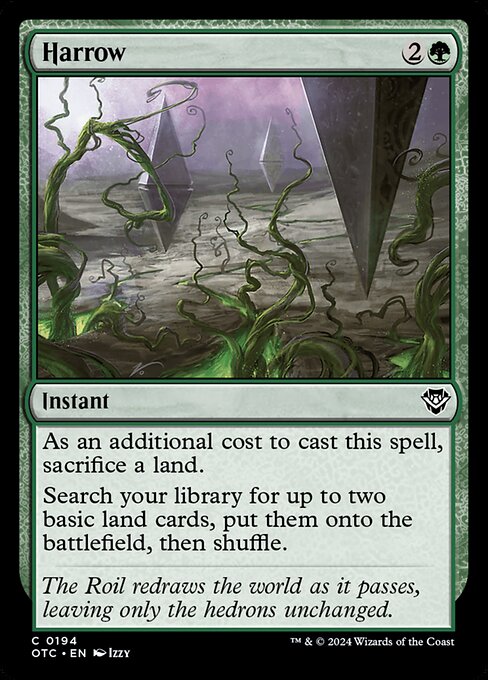 Harrow 2
Instant
As an additional cost to cast this spell,
sacrifice a land.
Search your library for up to two
basic land cards, put them onto the
battlefield, then shuffle.
The Roil redraws the world as it passes,
leaving only the hedrons unchanged.
C 0194
OTC • EN Izzy
™ & © 2024 Wizards of the Coast